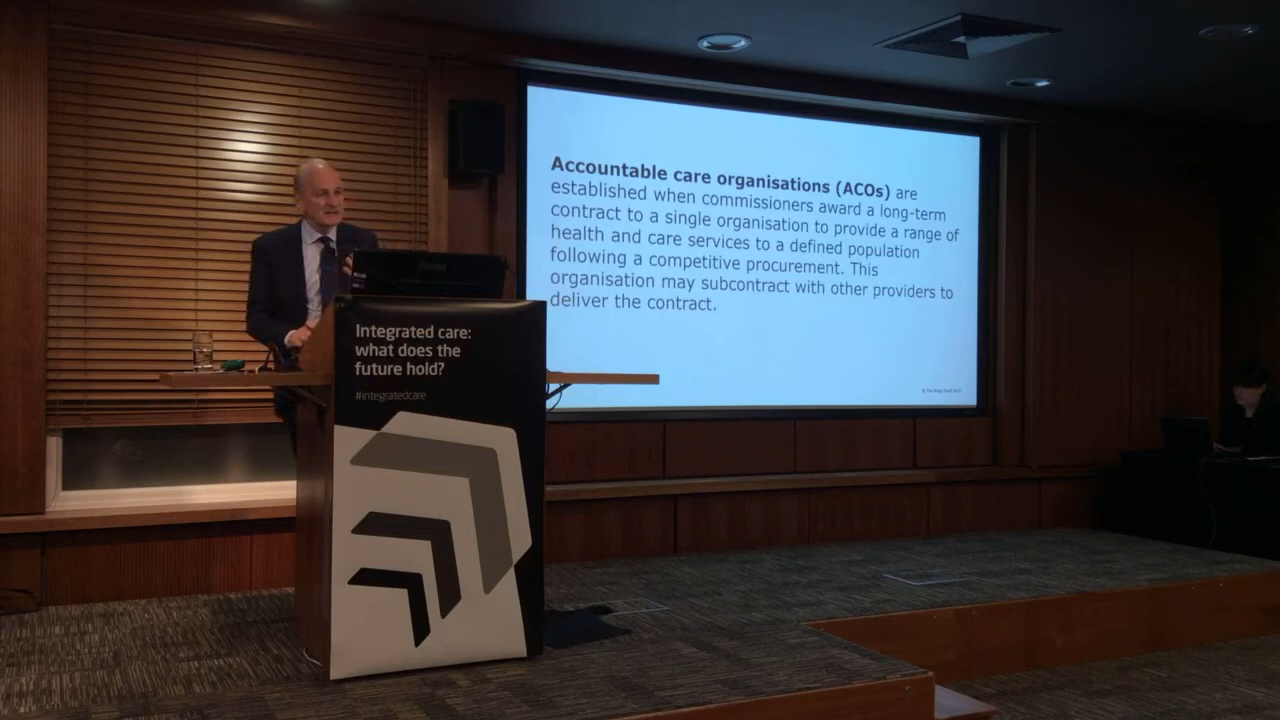 Accountable care organisations (ACOs) are
established when commissioners award a long-term
contract to a single organisation to provide a range of
health and care services to a defined population
following a competitive procurement. This
organisation may subcontract with other providers to
deliver the contract.
Integrated care:
what does the
future hold?
#integratedcare